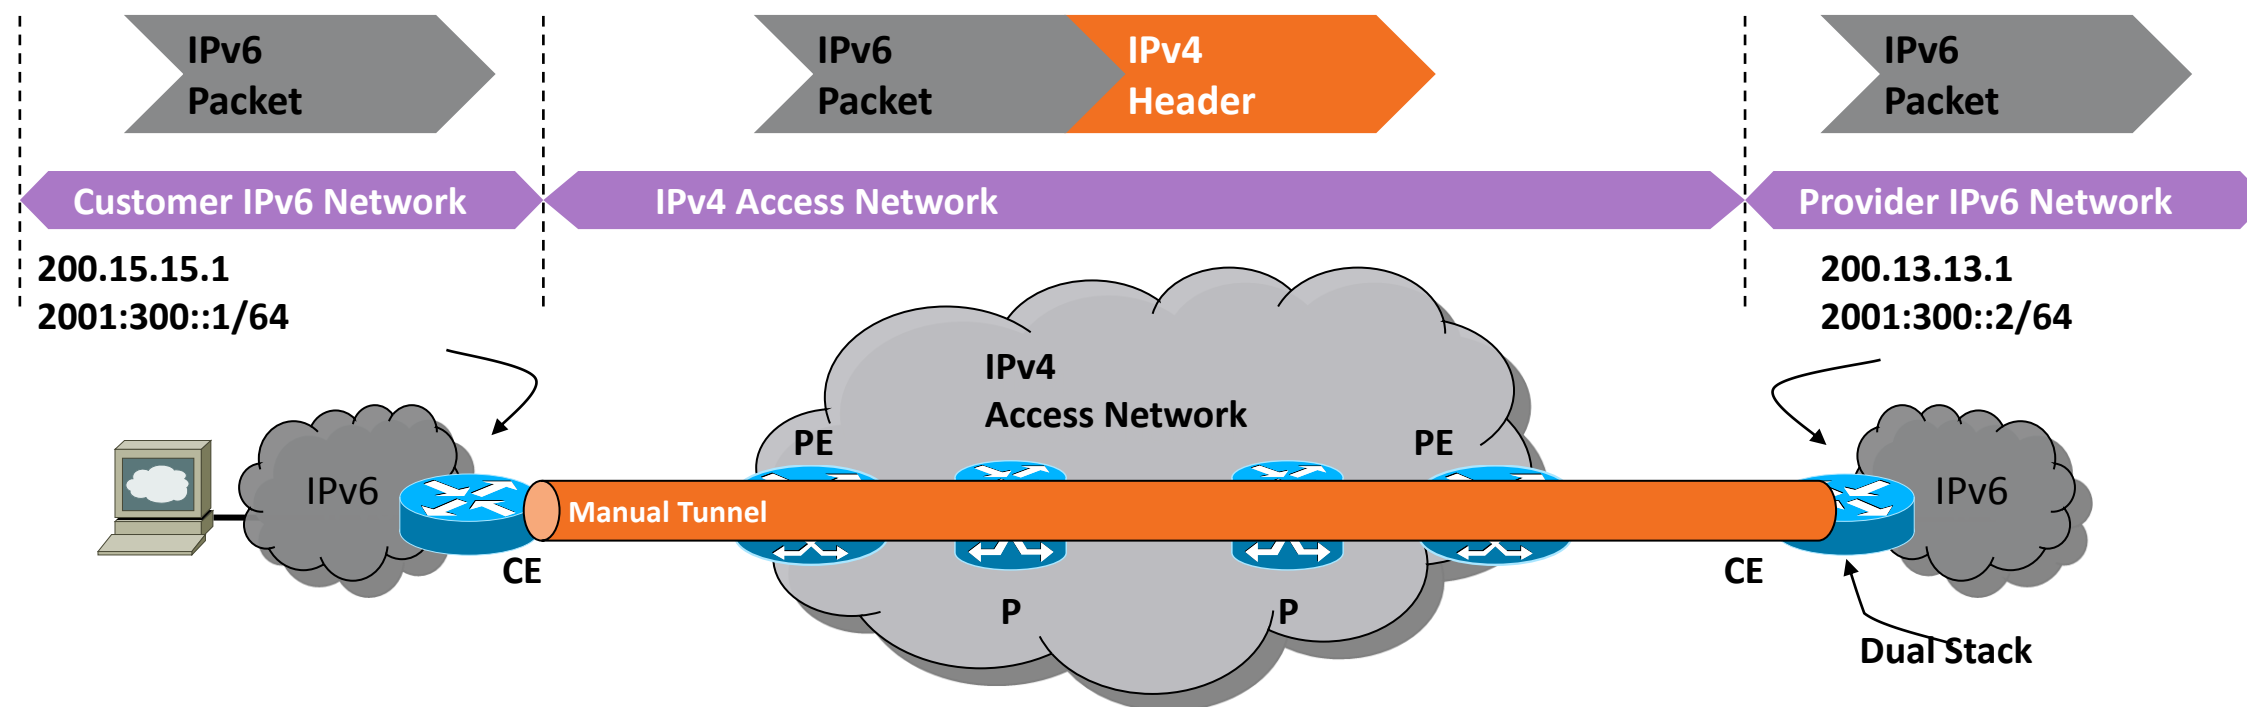 IPv6
Packet
IPv6
Packet
IPv4
Header
IPv6
Packet
Customer IPv6 Network
IPv4 Access Network
Provider IPv6 Network
200.15.15.1
2001:300::1/64
200.13.13.1
2001:300::2/64
IPv4
Access Network
PE
PE
IPv6
Manual Tunnel
IPv6
CE
CE
P
P
Dual Stack